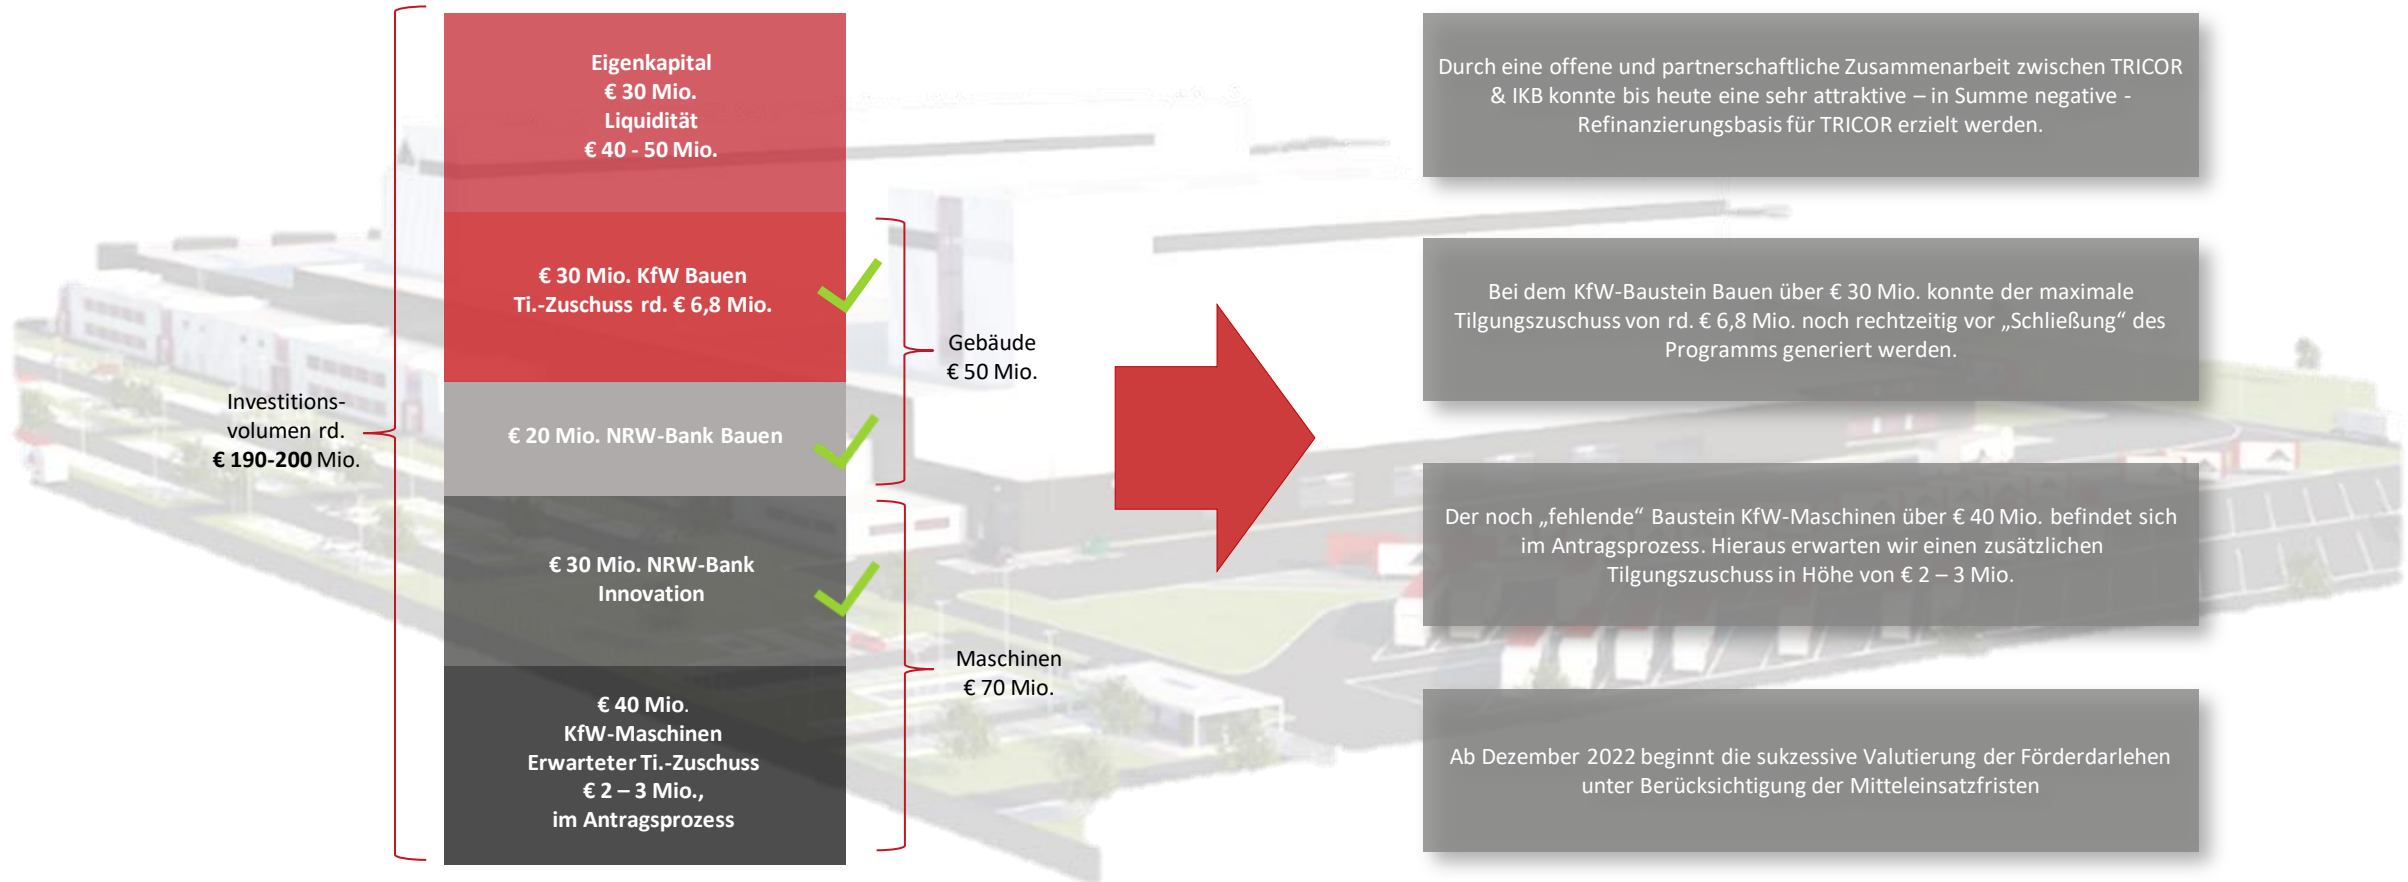 Investitions-
volumen rd.
€ 190-200 Mio.
Eigenkapital
€ 30 Mio.
Liquidität
€ 40 - 50 Mio.
€ 30 Mio. KfW Bauen
Ti.-Zuschuss rd. € 6,8 Mio.
€ 20 Mio. NRW-Bank Bauen
€ 30 Mio. NRW-Bank
Innovation
€ 40 Mio.
KfW-Maschinen
Erwarteter Ti.-Zuschuss
€ 2 – 3 Mio.,
im Antragsprozess
Gebäude
€ 50 Mio.
Maschinen
€ 70 Mio.
Durch eine offene und partnerschaftliche Zusammenarbeit zwischen TRICOR
& IKB konnte bis heute eine sehr attraktive – in Summe negative -
Refinanzierungsbasis für TRICOR erzielt werden.
Bei dem KfW-Baustein Bauen über € 30 Mio. konnte der maximale
Tilgungszuschuss von rd. € 6,8 Mio. noch rechtzeitig vor „Schließung“ des
Programms generiert werden.
Der noch „fehlende“ Baustein KfW-Maschinen über € 40 Mio. befindet sich
im Antragsprozess. Hieraus erwarten wir einen zusätzlichen
Tilgungszuschuss in Höhe von € 2 – 3 Mio.
Ab Dezember 2022 beginnt die sukzessive Valutierung der Förderdarlehen
unter Berücksichtigung der Mitteleinsatzfristen